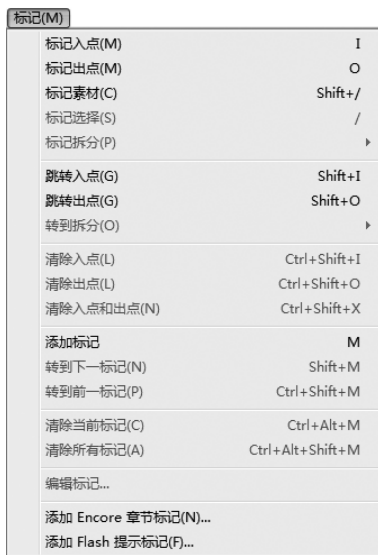 标记(M)
标记入点(M) I
标记出点(M) O
标记素材(C) Shift+/
标记选择(S) /
标记拆分(P)
跳转入点(G) Shift+I
跳转出点(G) Shift+O
转到拆分(O)
清除入点(L) Ctrl+Shift+I
清除出点(L) Ctrl+Shift+O
清除入点和出点(N) Ctrl+Shift+X
添加标记 M
转到下一标记(N) Shift+M
转到前一标记(P) Ctrl+Shift+M
清除当前标记(C) Ctrl+Alt+M
清除所有标记(A) Ctrl+Alt+Shift+M
编辑标记...
添加 Encore 章节标记(N)...
添加 Flash 提示标记(F)...